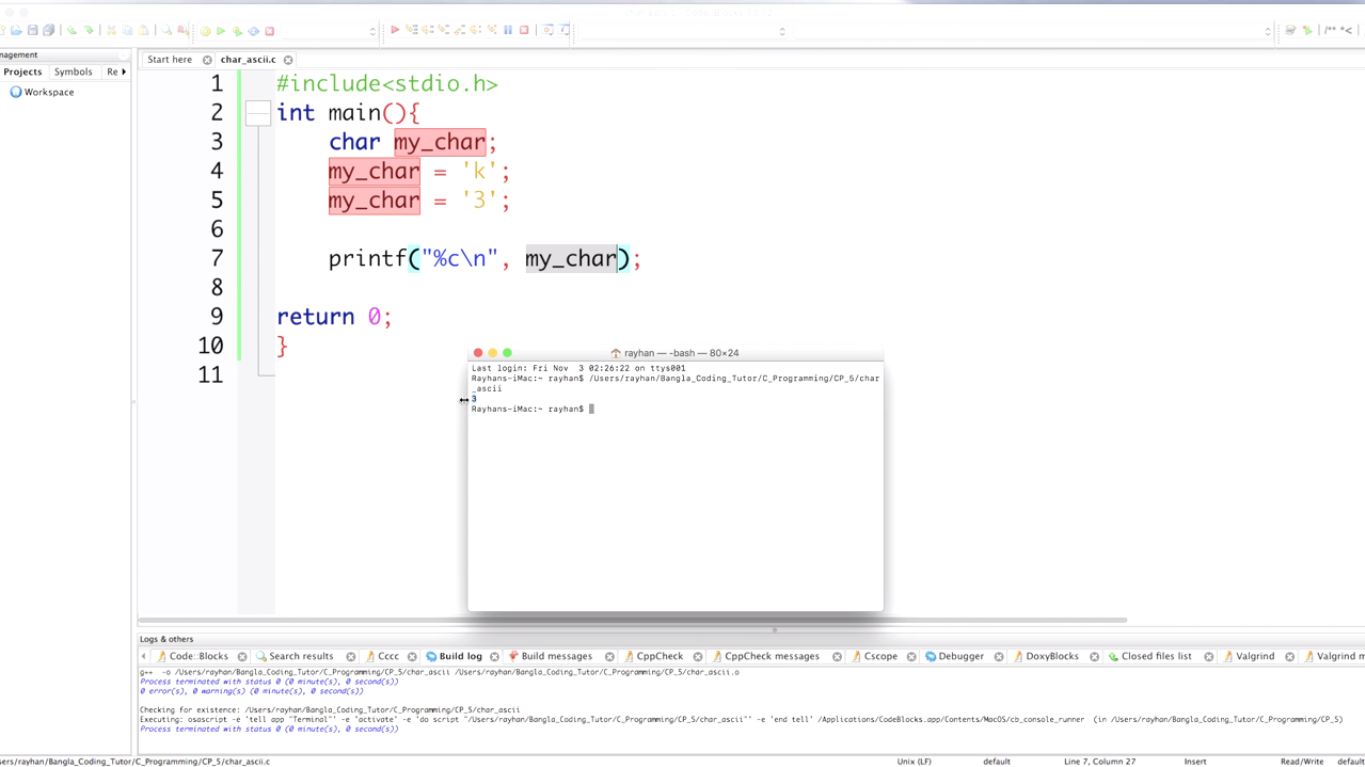 nagement
Start here
char_ascii.c
Projects Symbols Re
Workspace
1 #include<stdio.h>
2 int main(){
3 char my_char;
4 my_char = 'k';
5 my_char = '3';
6
7 printf("%c\n", my_char);
8
9 return 0;
10 }
11
rayhan — -bash — 80×24
Last login: Fri Nov 3 02:26:22 on ttys001
Rayhans-iMac:~ rayhan$ /Users/rayhan/Bangla_Coding_Tutor/C_Programming/CP_5/char
_ascii
3
Rayhans-iMac:~ rayhan$
Logs & others
Code::Blocks Search results Cccc Build log Build messages CppCheck CppCheck messages Cscope Debugger DoxyBlocks Closed files list Valgrind Valgrind m
g++ -o /Users/rayhan/Bangla_Coding_Tutor/C_Programming/CP_5/char_ascii /Users/rayhan/Bangla_Coding_Tutor/C_Programming/CP_5/char_ascii.o
Process terminated with status 0 (0 minute(s), 0 second(s))
0 error(s), 0 warning(s) (0 minute(s), 0 second(s))
Checking for existence: /Users/rayhan/Bangla_Coding_Tutor/C_Programming/CP_5/char_ascii
Executing: osascript -e 'tell app "Terminal"' -e 'activate' -e 'do script "/Users/rayhan/Bangla_Coding_Tutor/C_Programming/CP_5/char_ascii"' -e 'end tell' /Applications/CodeBlocks.app/Contents/MacOS/cb_console_runner (in /Users/rayhan/Bangla_Coding_Tutor/C_Programming/CP_5)
Process terminated with status 0 (0 minute(s), 0 second(s))
ers/rayhan/Bangla_Coding_Tutor/C_Programming/CP_5/char_ascii.c Unix (LF) default Line 7, Column 27 Insert Read/Write default